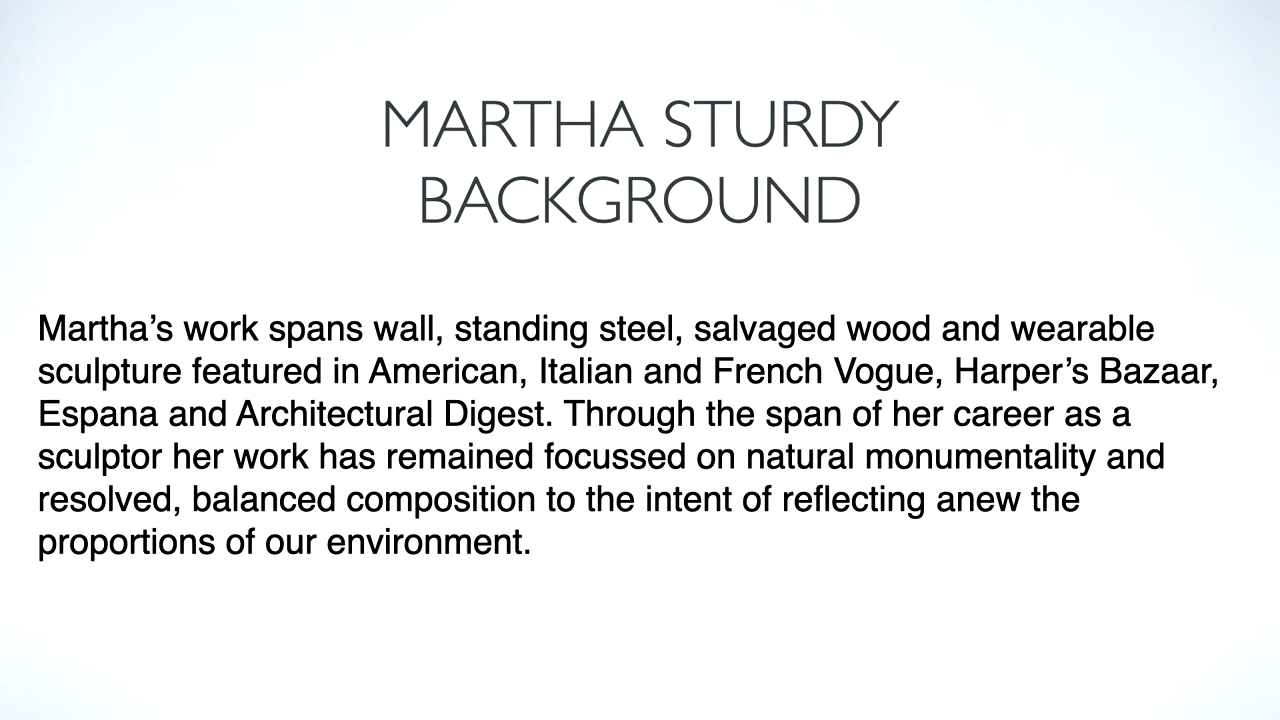 MARTHA STURDY
BACKGROUND
Martha’s work spans wall, standing steel, salvaged wood and wearable
sculpture featured in American, Italian and French Vogue, Harper’s Bazaar,
Espana and Architectural Digest. Through the span of her career as a
sculptor her work has remained focussed on natural monumentality and
resolved, balanced composition to the intent of reflecting anew the
proportions of our environment.